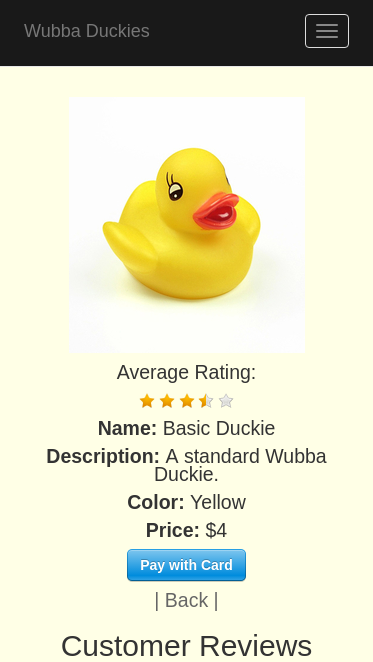 Wubba Duckies
Average Rating:
Name: Basic Duckie
Description: A standard Wubba
Duckie.
Color: Yellow
Price: $4
Pay with Card
| Back |
Customer Reviews